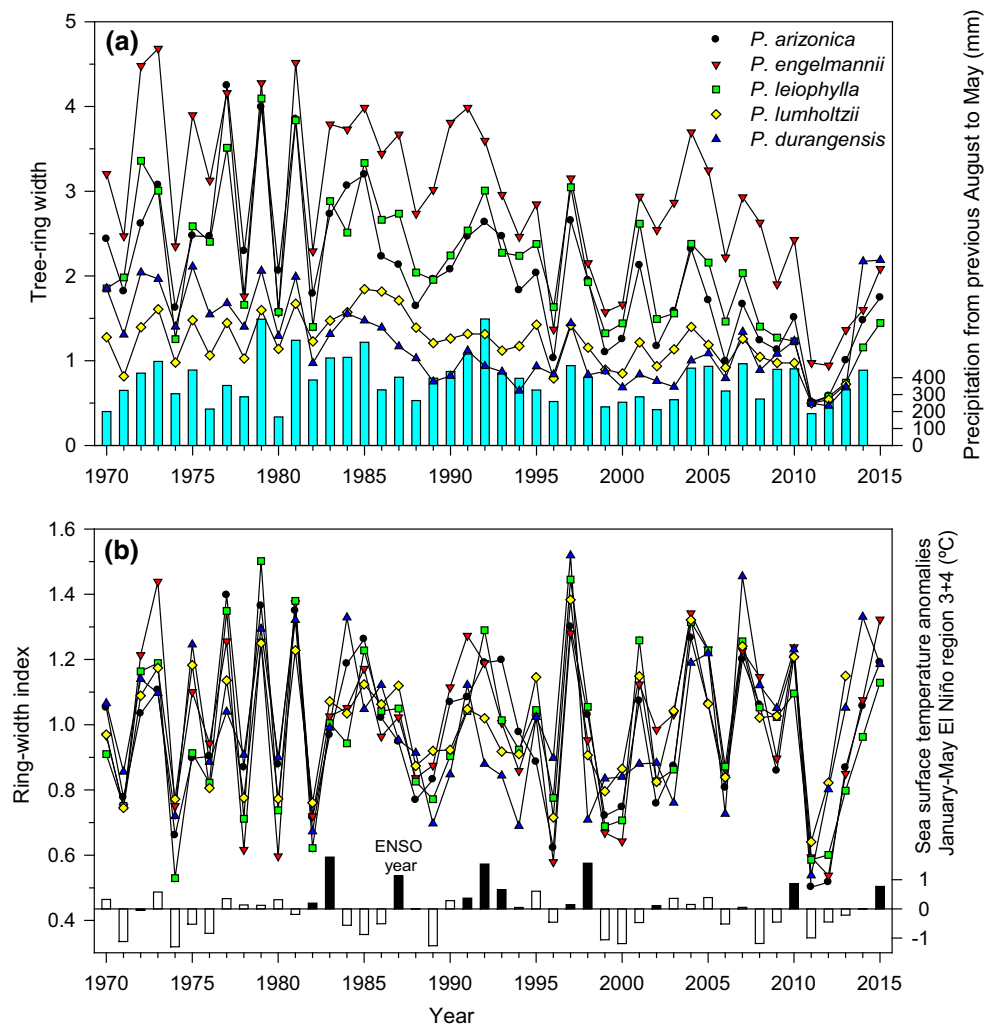 (a)
P. arizonica
P. engelmannii
P. leiophylla
P. lumholtzii
P. durangensis
Tree-ring width
5
4
3
2
1
0
Precipitation from previous August to May (mm)
400
300
200
100
0
1970 1975 1980 1985 1990 1995 2000 2005 2010 2015
(b)
Ring-width index
1.6
1.4
1.2
1.0
0.8
0.6
0.4
ENSO
year
Sea surface temperature anomalies
January-May El Niño region 3+4 (ºC)
1
0
-1
1970 1975 1980 1985 1990 1995 2000 2005 2010 2015
Year